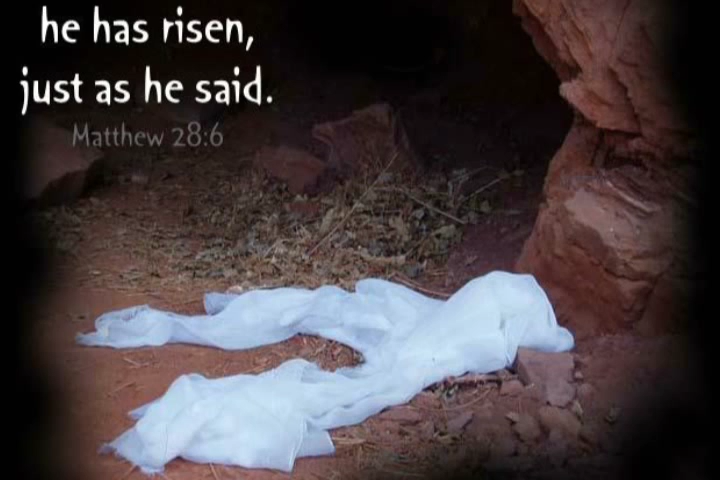 he has risen,
just as he said.
Matthew 28:6